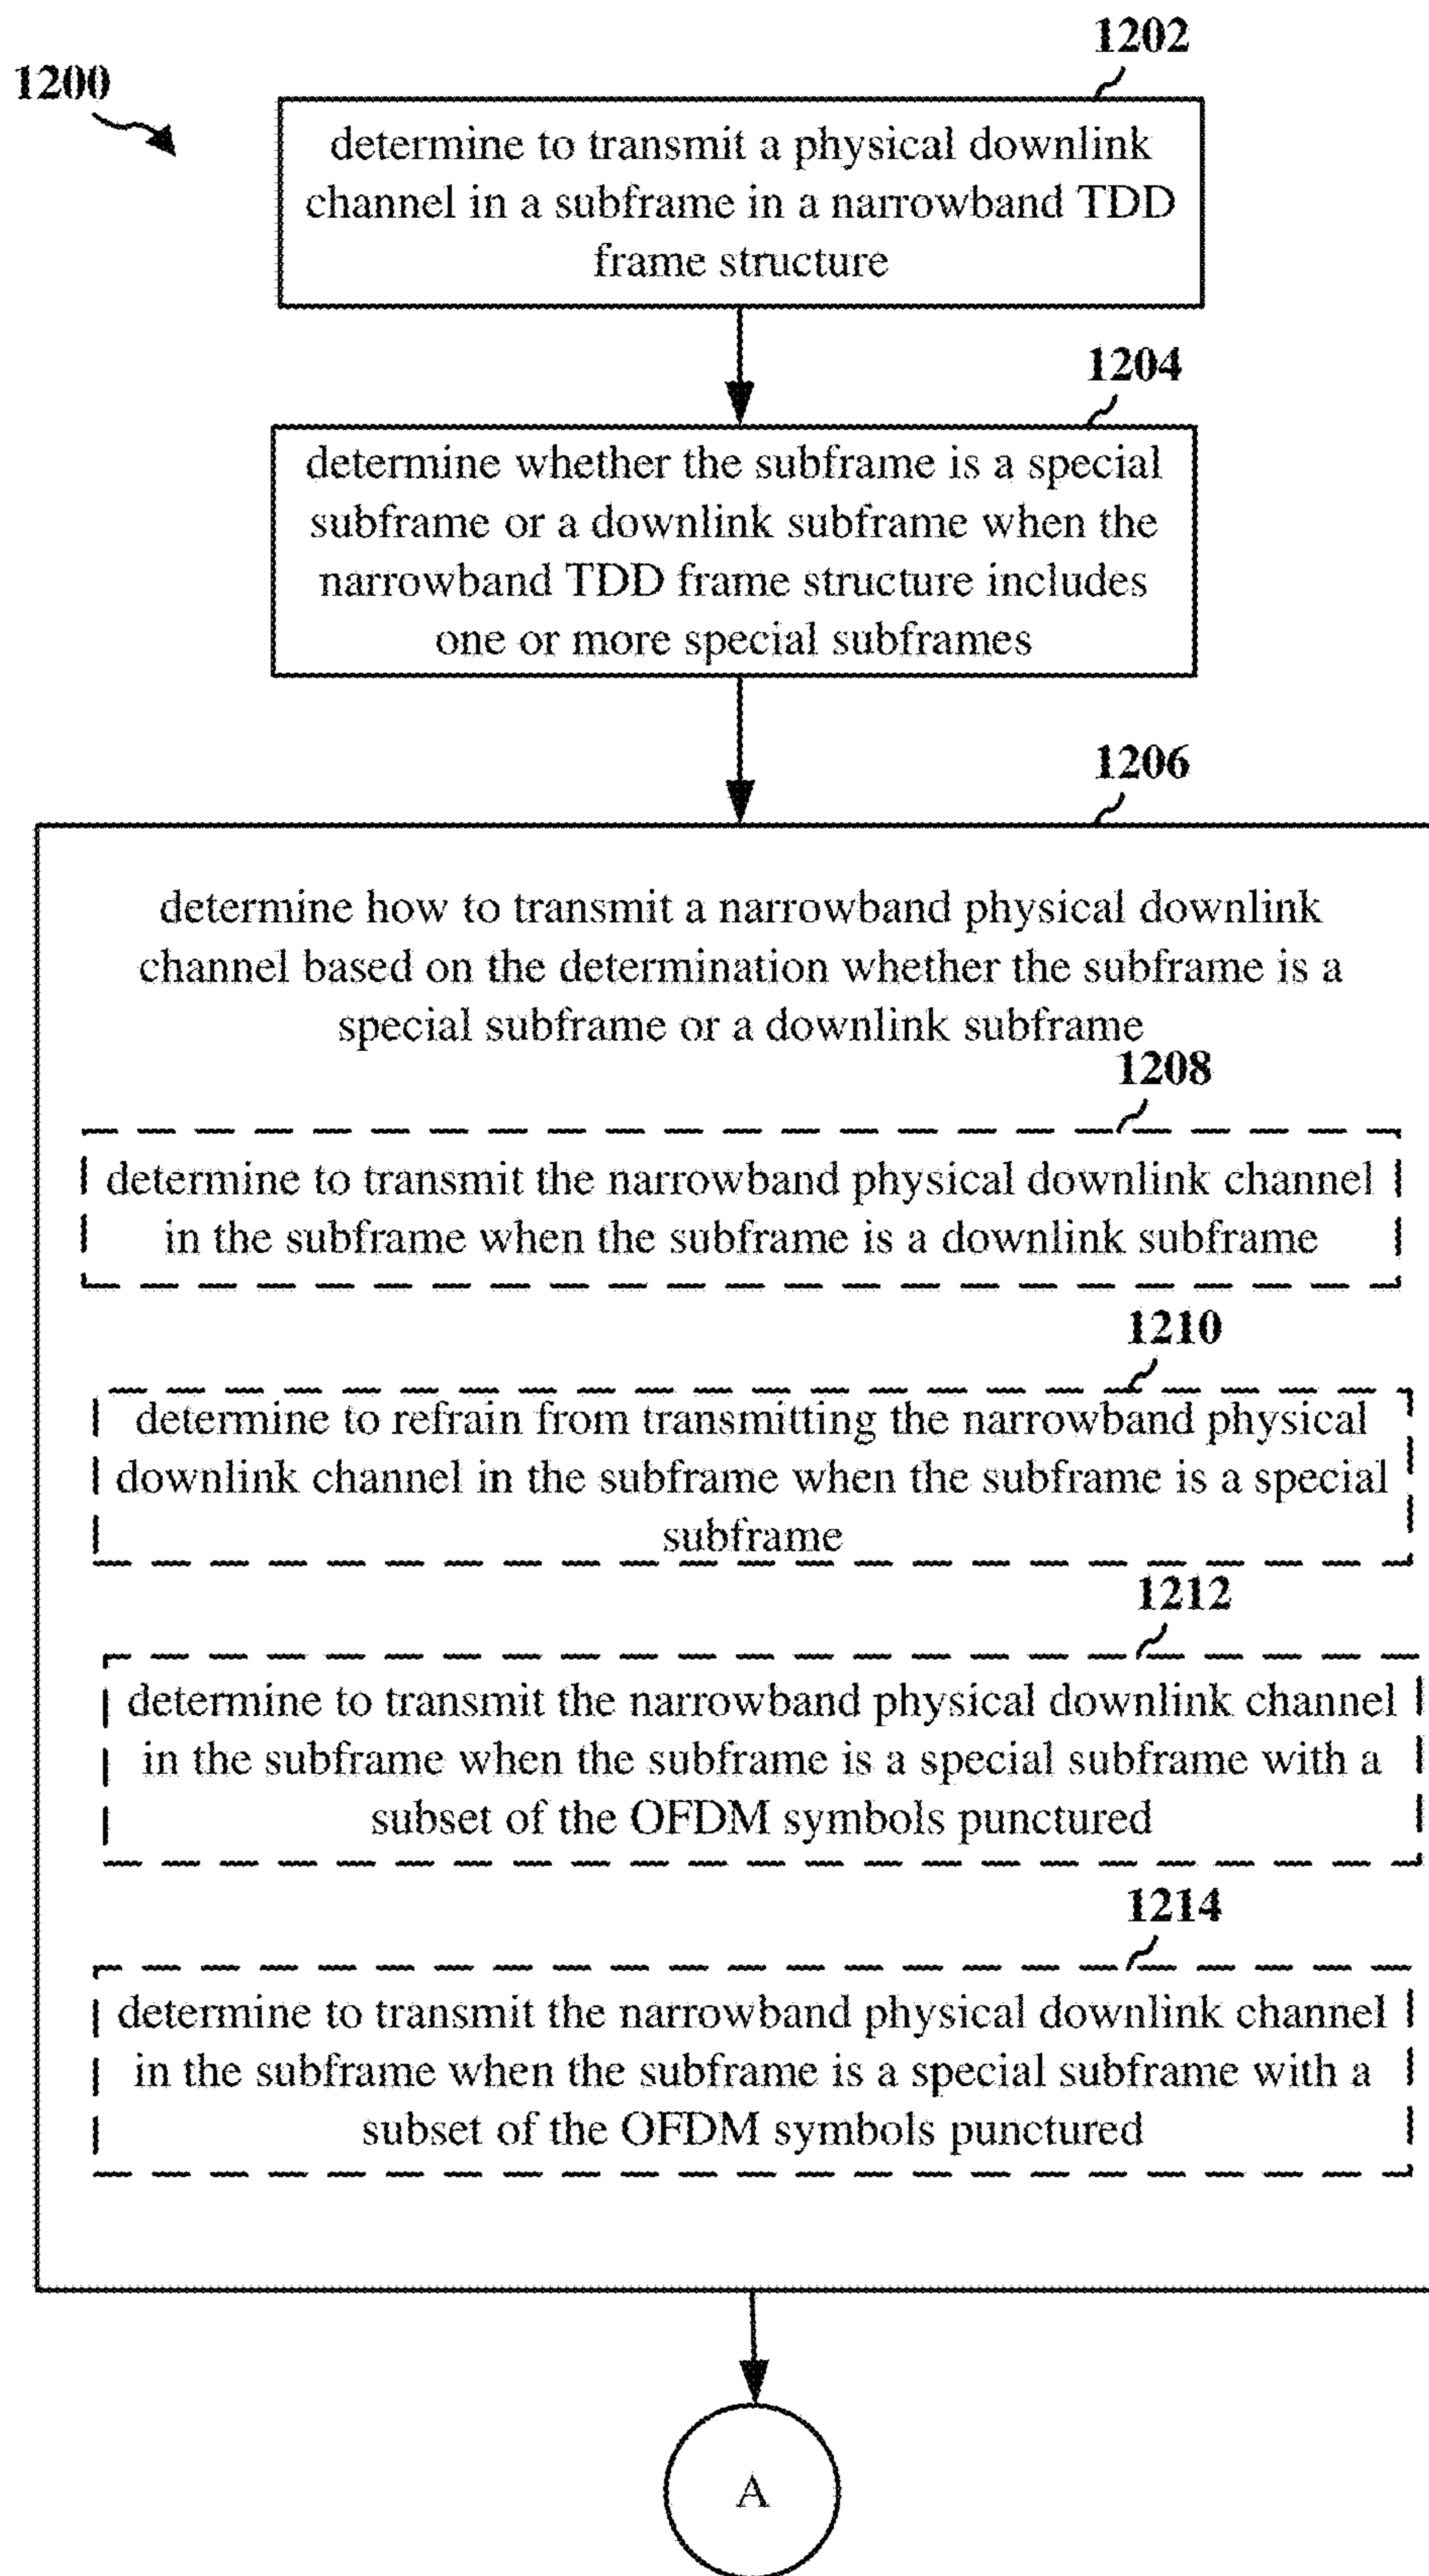 1200
1202
determine to transmit a physical downlink
channel in a subframe in a narrowband TDD
frame structure
1204
determine whether the subframe is a special
subframe or a downlink subframe when the
narrowband TDD frame structure includes
one or more special subframes
1206
determine how to transmit a narrowband physical downlink
channel based on the determination whether the subframe is a
special subframe or a downlink subframe
1208
determine to transmit the narrowband physical downlink channel
in the subframe when the subframe is a downlink subframe
1210
determine to refrain from transmitting the narrowband physical
downlink channel in the subframe when the subframe is a special
subframe
1212
determine to transmit the narrowband physical downlink channel
in the subframe when the subframe is a special subframe with a
subset of the OFDM symbols punctured
1214
determine to transmit the narrowband physical downlink channel
in the subframe when the subframe is a special subframe with a
subset of the OFDM symbols punctured
A